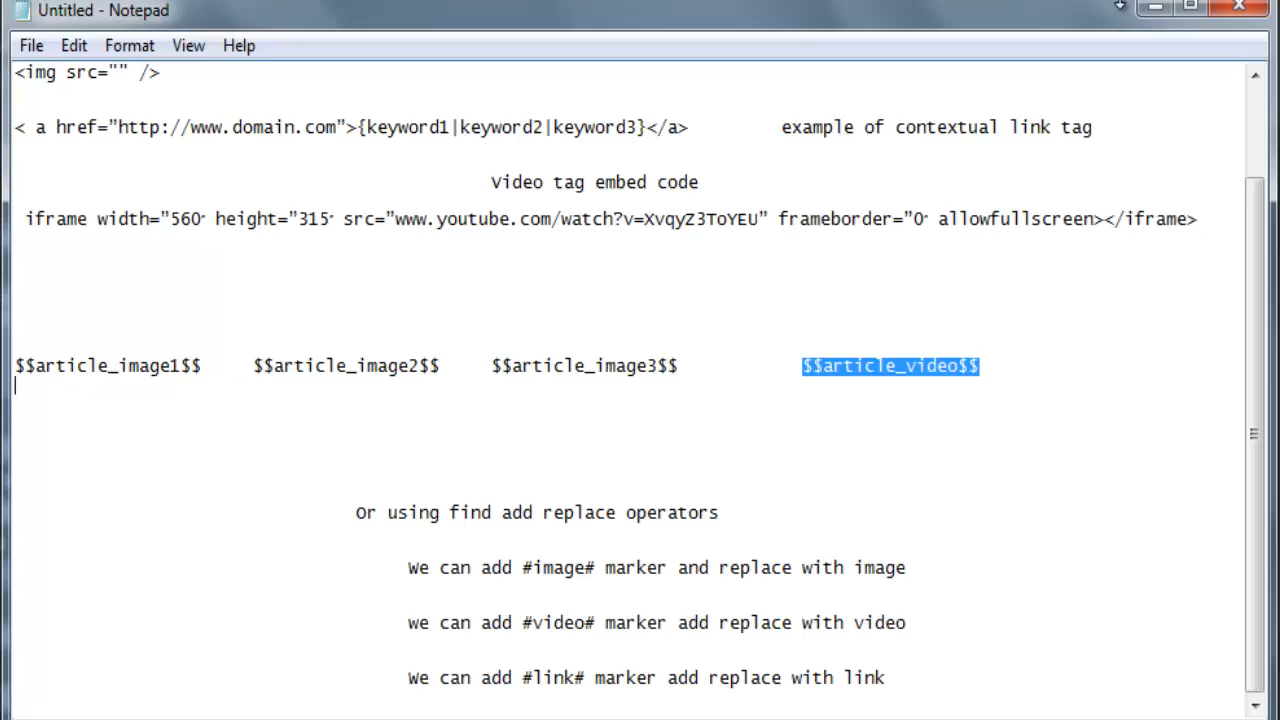 Untitled - Notepad
File Edit Format View Help
<img src="" />
< a href="http://www.domain.com">{keyword1|keyword2|keyword3}</a> example of contextual link tag
Video tag embed code
iframe width="560″ height="315″ src="www.youtube.com/watch?v=XvqyZ3ToYEU" frameborder="0″ allowfullscreen></iframe>
$$article_image1$$ $$article_image2$$ $$article_image3$$ $$article_video$$
Or using find add replace operators
We can add #image# marker and replace with image
we can add #video# marker add replace with video
We can add #link# marker add replace with link